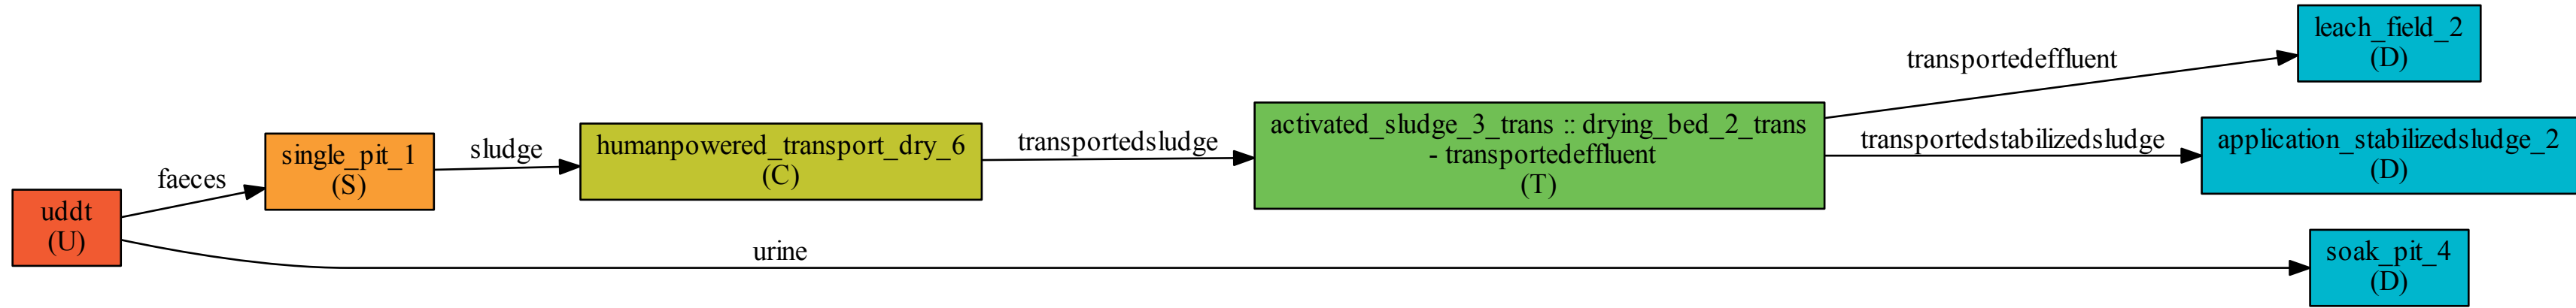 uddt
(U)
faeces
single_pit_1
(S)
sludge
humanpowered_transport_dry_6
(C)
transportedsludge
activated_sludge_3_trans :: drying_bed_2_trans
- transportedeffluent
(T)
transportedeffluent
leach_field_2
(D)
transportedstabilizedsludge
application_stabilizedsludge_2
(D)
urine
soak_pit_4
(D)